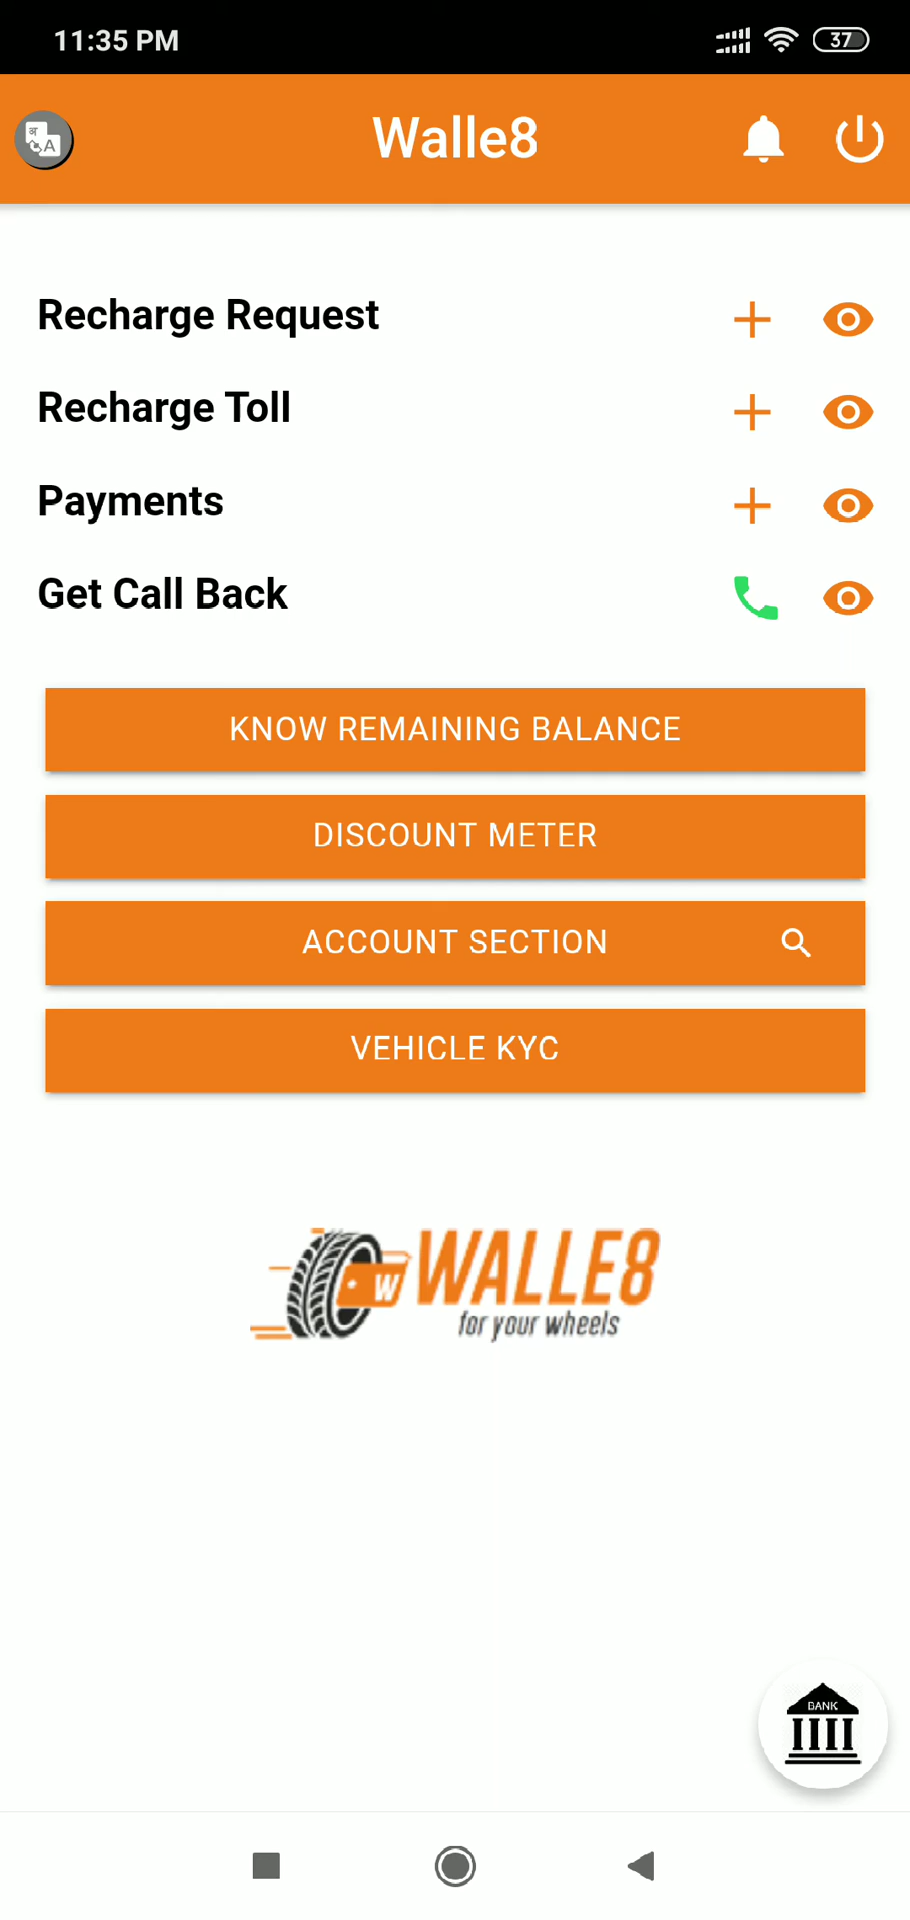 11:35 PM
37
अ
A
Walle8
Recharge Request
Recharge Toll
Payments
Get Call Back
KNOW REMAINING BALANCE
DISCOUNT METER
ACCOUNT SECTION
VEHICLE KYC
W WALLE8
for your wheels
BANK